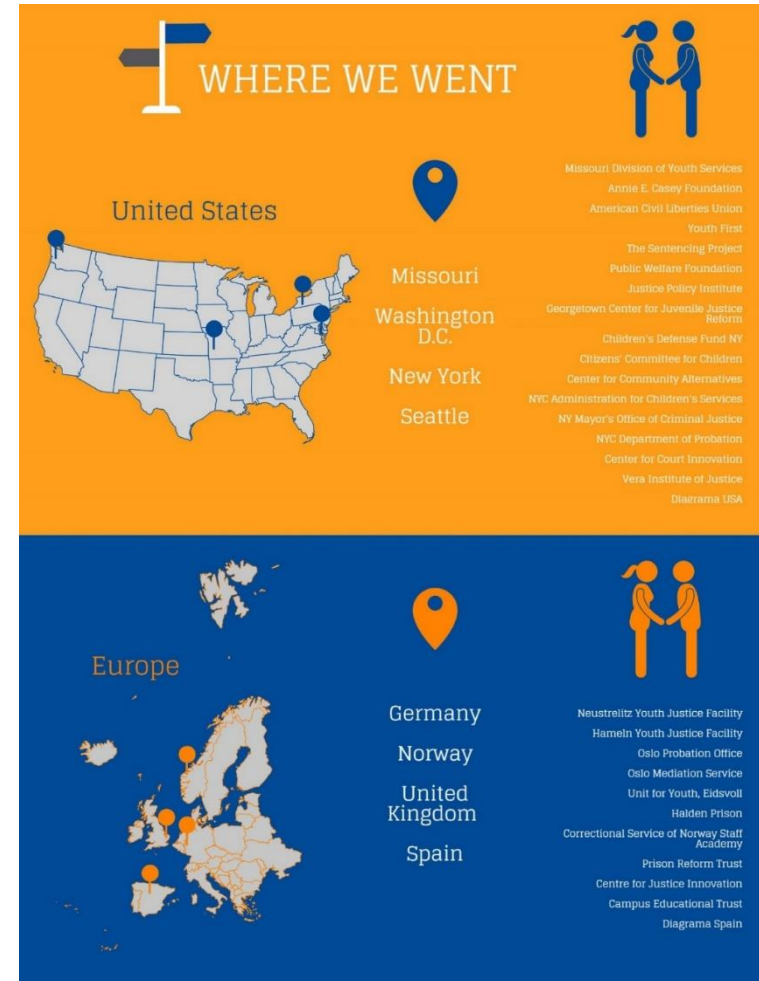 WHERE WE WENT
United States
Missouri
Washington
D.C.
New York
Seattle
Missouri Division of Youth Services
Annie E. Casey Foundation
American Civil Liberties Union
Youth First
The Sentencing Project
Public Welfare Foundation
Justice Policy Institute
Georgetown Center for Juvenile Justice
Reform
Children's Defense Fund NY
Citizens' Committee for Children
Center for Community Alternatives
NYC Administration for Children's Services
NY Mayor's Office of Criminal Justice
NYC Department of Probation
Center for Court Innovation
Vera Institute of Justice
Diagrama USA
Europe
Germany
Norway
United
Kingdom
Spain
Neustrelitz Youth Justice Facility
Hameln Youth Justice Facility
Oslo Probation Office
Oslo Mediation Service
Unit for Youth, Eidsvoll
Halden Prison
Correctional Service of Norway Staff
Academy
Prison Reform Trust
Centre for Justice Innovation
Campus Educational Trust
Diagrama Spain